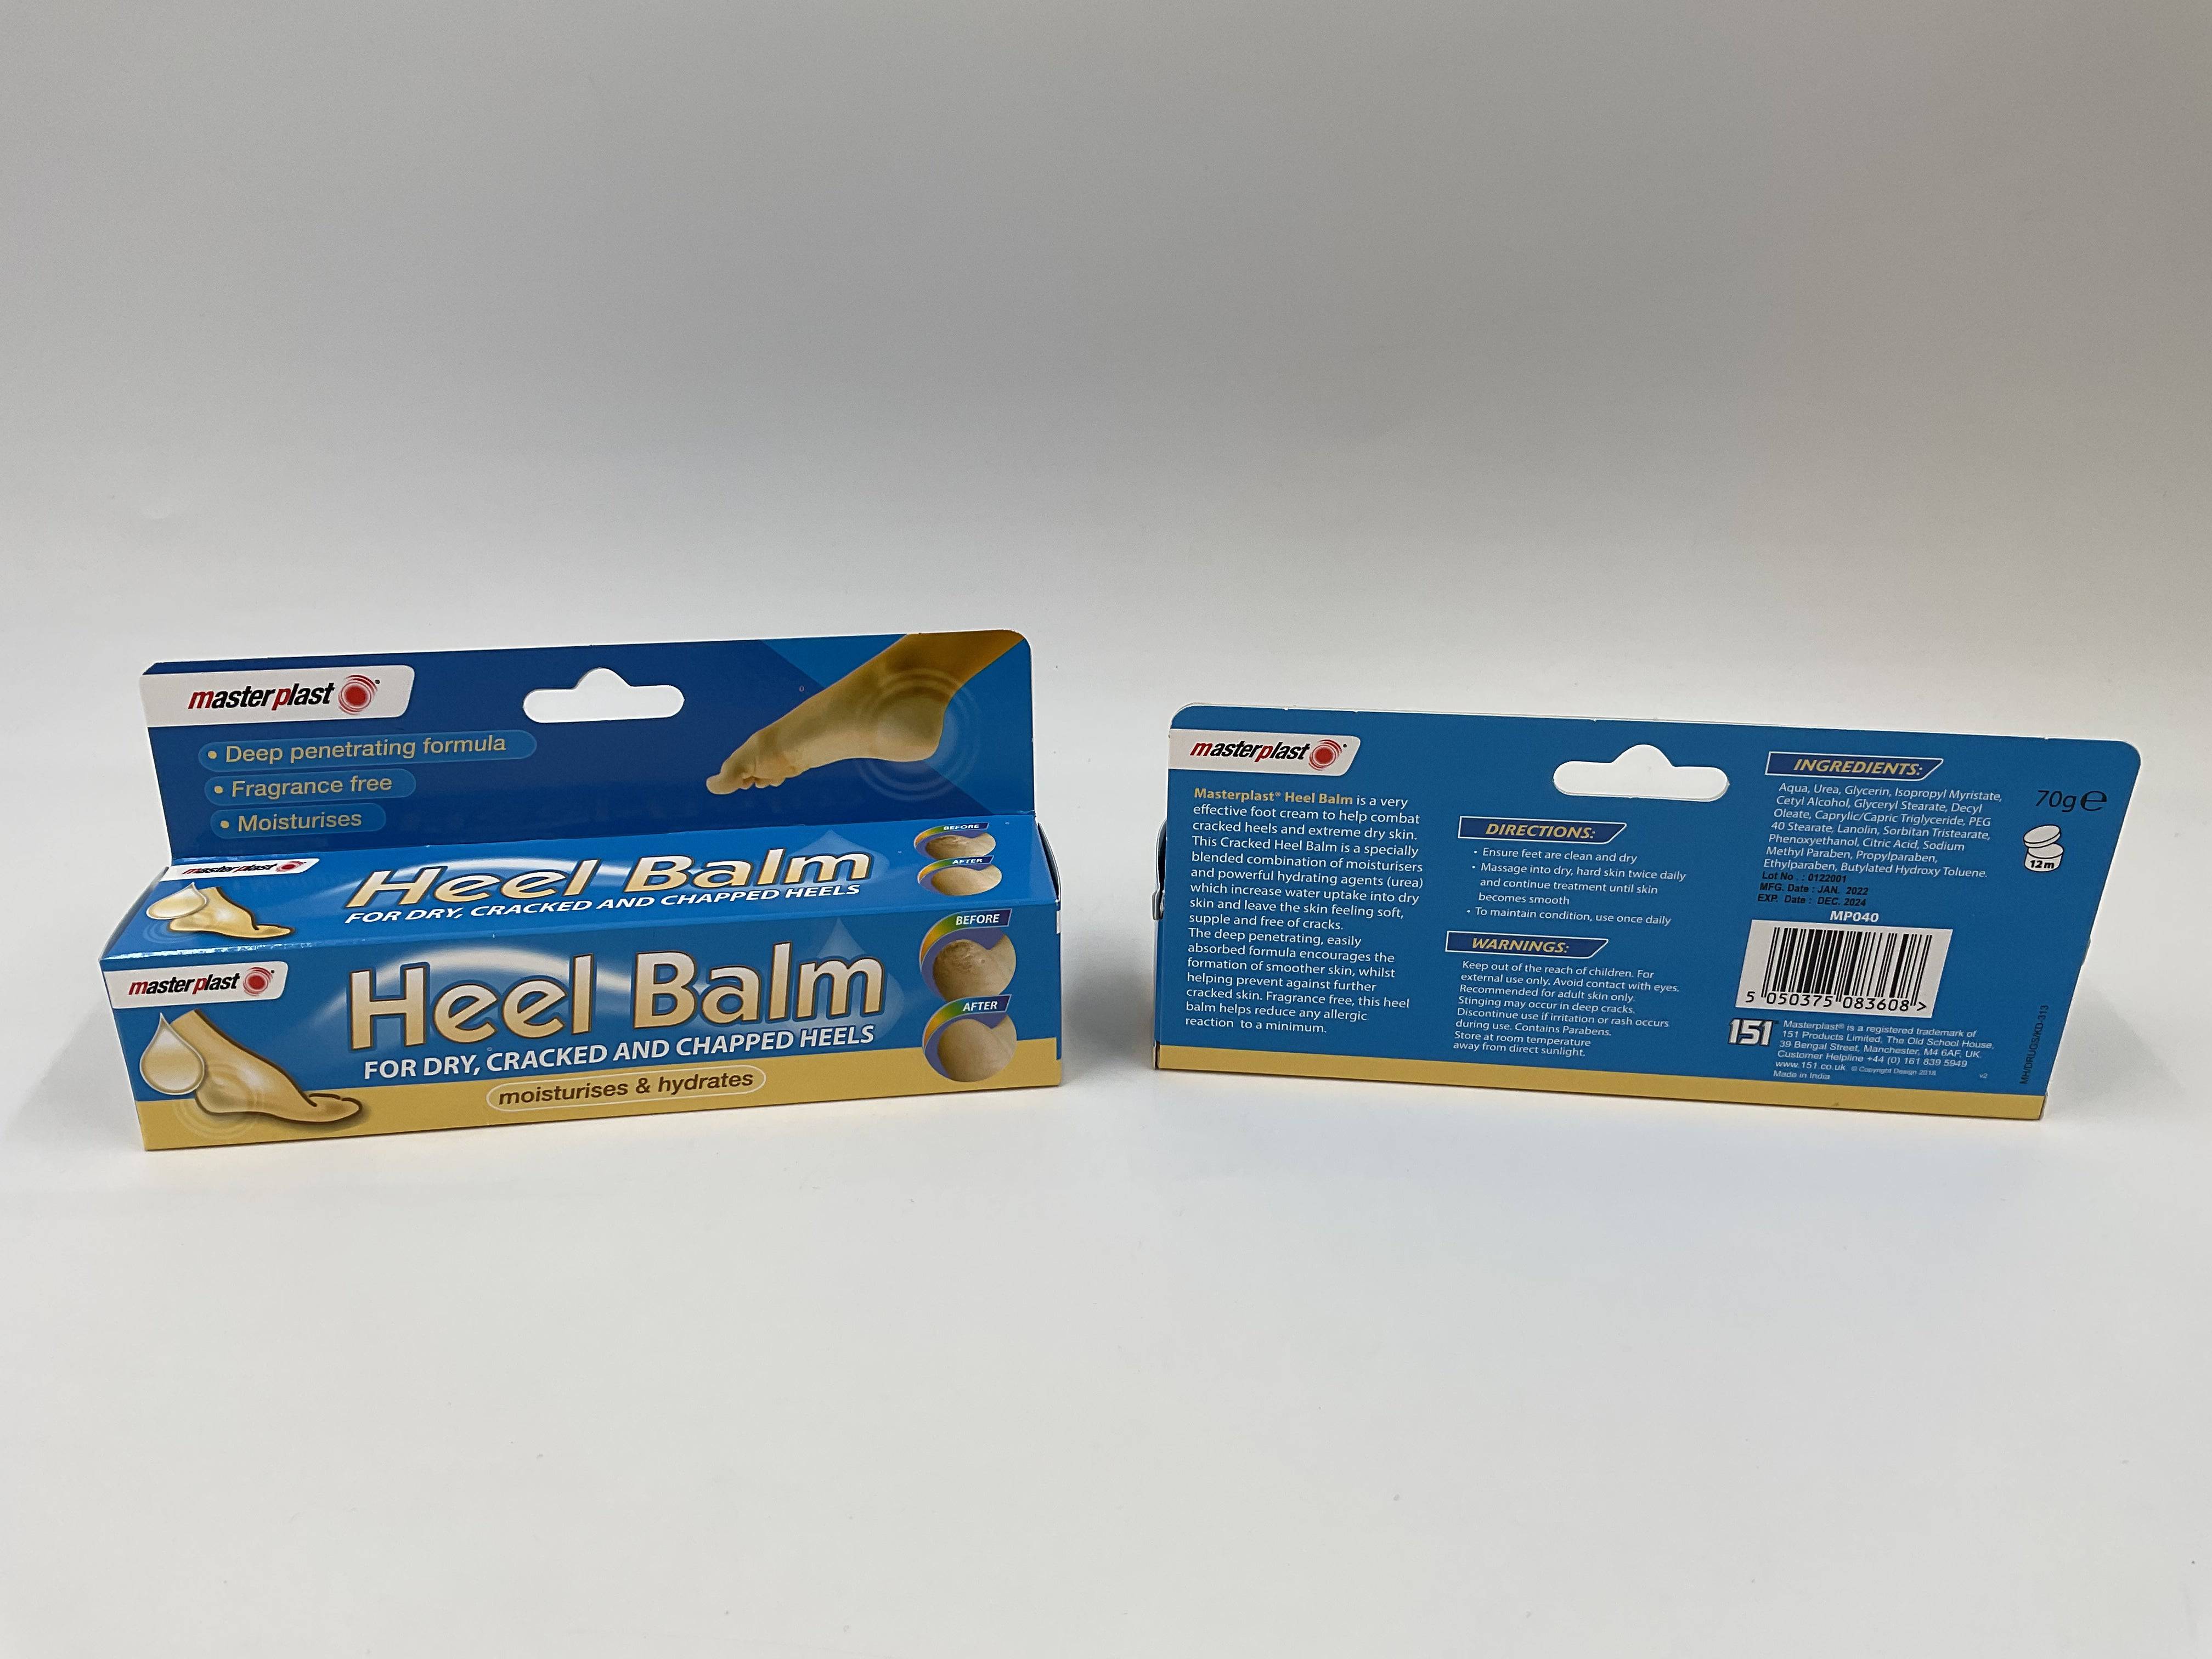 masterplast
• Deep penetrating formula
• Fragrance free
• Moisturises
masterplast
Heel Balm
FOR DRY, CRACKED AND CHAPPED HEELS
BEFORE
AFTER
masterplast
Heel Balm
FOR DRY, CRACKED AND CHAPPED HEELS
moisturises & hydrates
BEFORE
AFTER
masterplast
Masterplast® Heel Balm is a very
effective foot cream to help combat
cracked heels and extreme dry skin.
This Cracked Heel Balm is a specially
blended combination of moisturisers
and powerful hydrating agents (urea)
which increase water uptake into dry
skin and leave the skin feeling soft,
supple and free of cracks.
The deep penetrating, easily
absorbed formula encourages the
formation of smoother skin, whilst
helping prevent against further
cracked skin. Fragrance free, this heel
balm helps reduce any allergic
reaction to a minimum.
DIRECTIONS:
• Ensure feet are clean and dry
• Massage into dry, hard skin twice daily
and continue treatment until skin
becomes smooth
• To maintain condition, use once daily
WARNINGS:
Keep out of the reach of children. For
external use only. Avoid contact with eyes.
Recommended for adult skin only.
Stinging may occur in deep cracks.
Discontinue use if irritation or rash occurs
during use. Contains Parabens.
Store at room temperature
away from direct sunlight.
INGREDIENTS:
Aqua, Urea, Glycerin, Isopropyl Myristate,
Cetyl Alcohol, Glyceryl Stearate, Decyl
Oleate, Caprylic/Capric Triglyceride, PEG
40 Stearate, Lanolin, Sorbitan Tristearate,
Phenoxyethanol, Citric Acid, Sodium
Methyl Paraben, Propylparaben,
Ethylparaben, Butylated Hydroxy Toluene.
Lot No . : 0122001
MFG. Date : JAN. 2022
EXP. Date : DEC. 2024
MP040
5 050375 083608 >
151
Masterplast® is a registered trademark of
151 Products Limited, The Old School House,
39 Bengal Street, Manchester, M4 6AF, UK.
Customer Helpline +44 (0) 161 839 5949
www.151.co.uk © Copyright Design 2018
Made in India
v2
70g e
12m
MH/DRUGS/KD/313